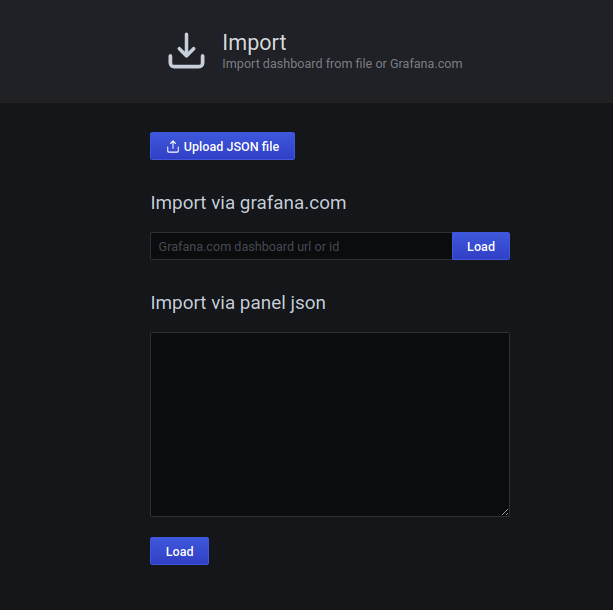 Import
Import dashboard from file or Grafana.com
Upload JSON file
Import via grafana.com
Grafana.com dashboard url or id
Load
Import via panel json
Load